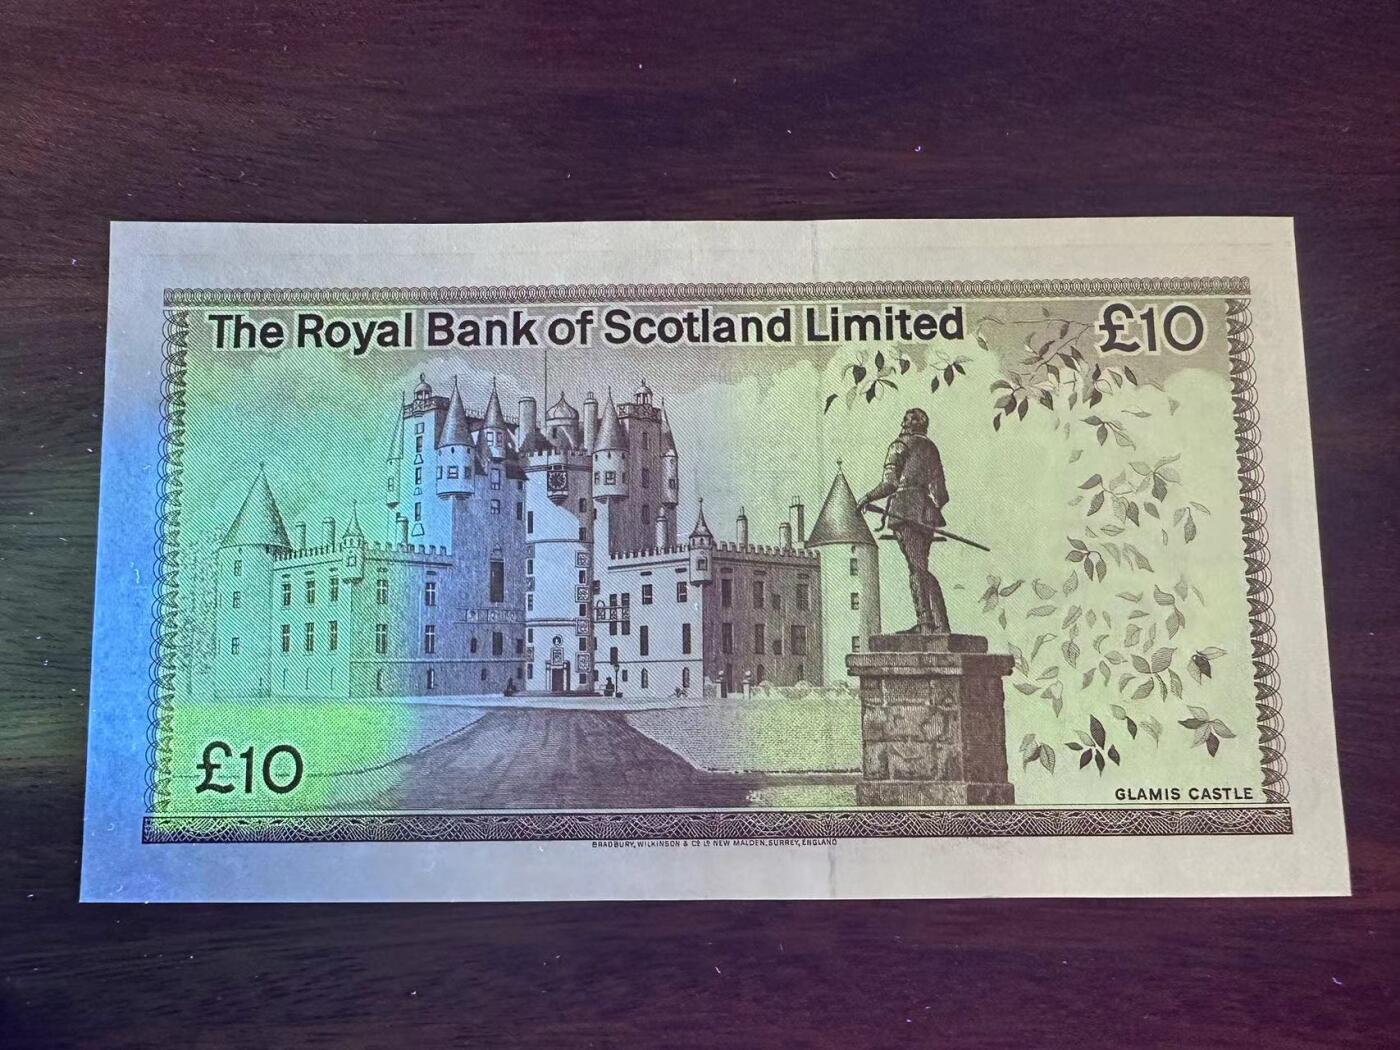 The Royal Bank of Scotland Limited £10
£10
GLAMIS CASTLE
BRADBURY, WILKINSON & Co Ld NEW MALDEN, SURREY, ENGLAND